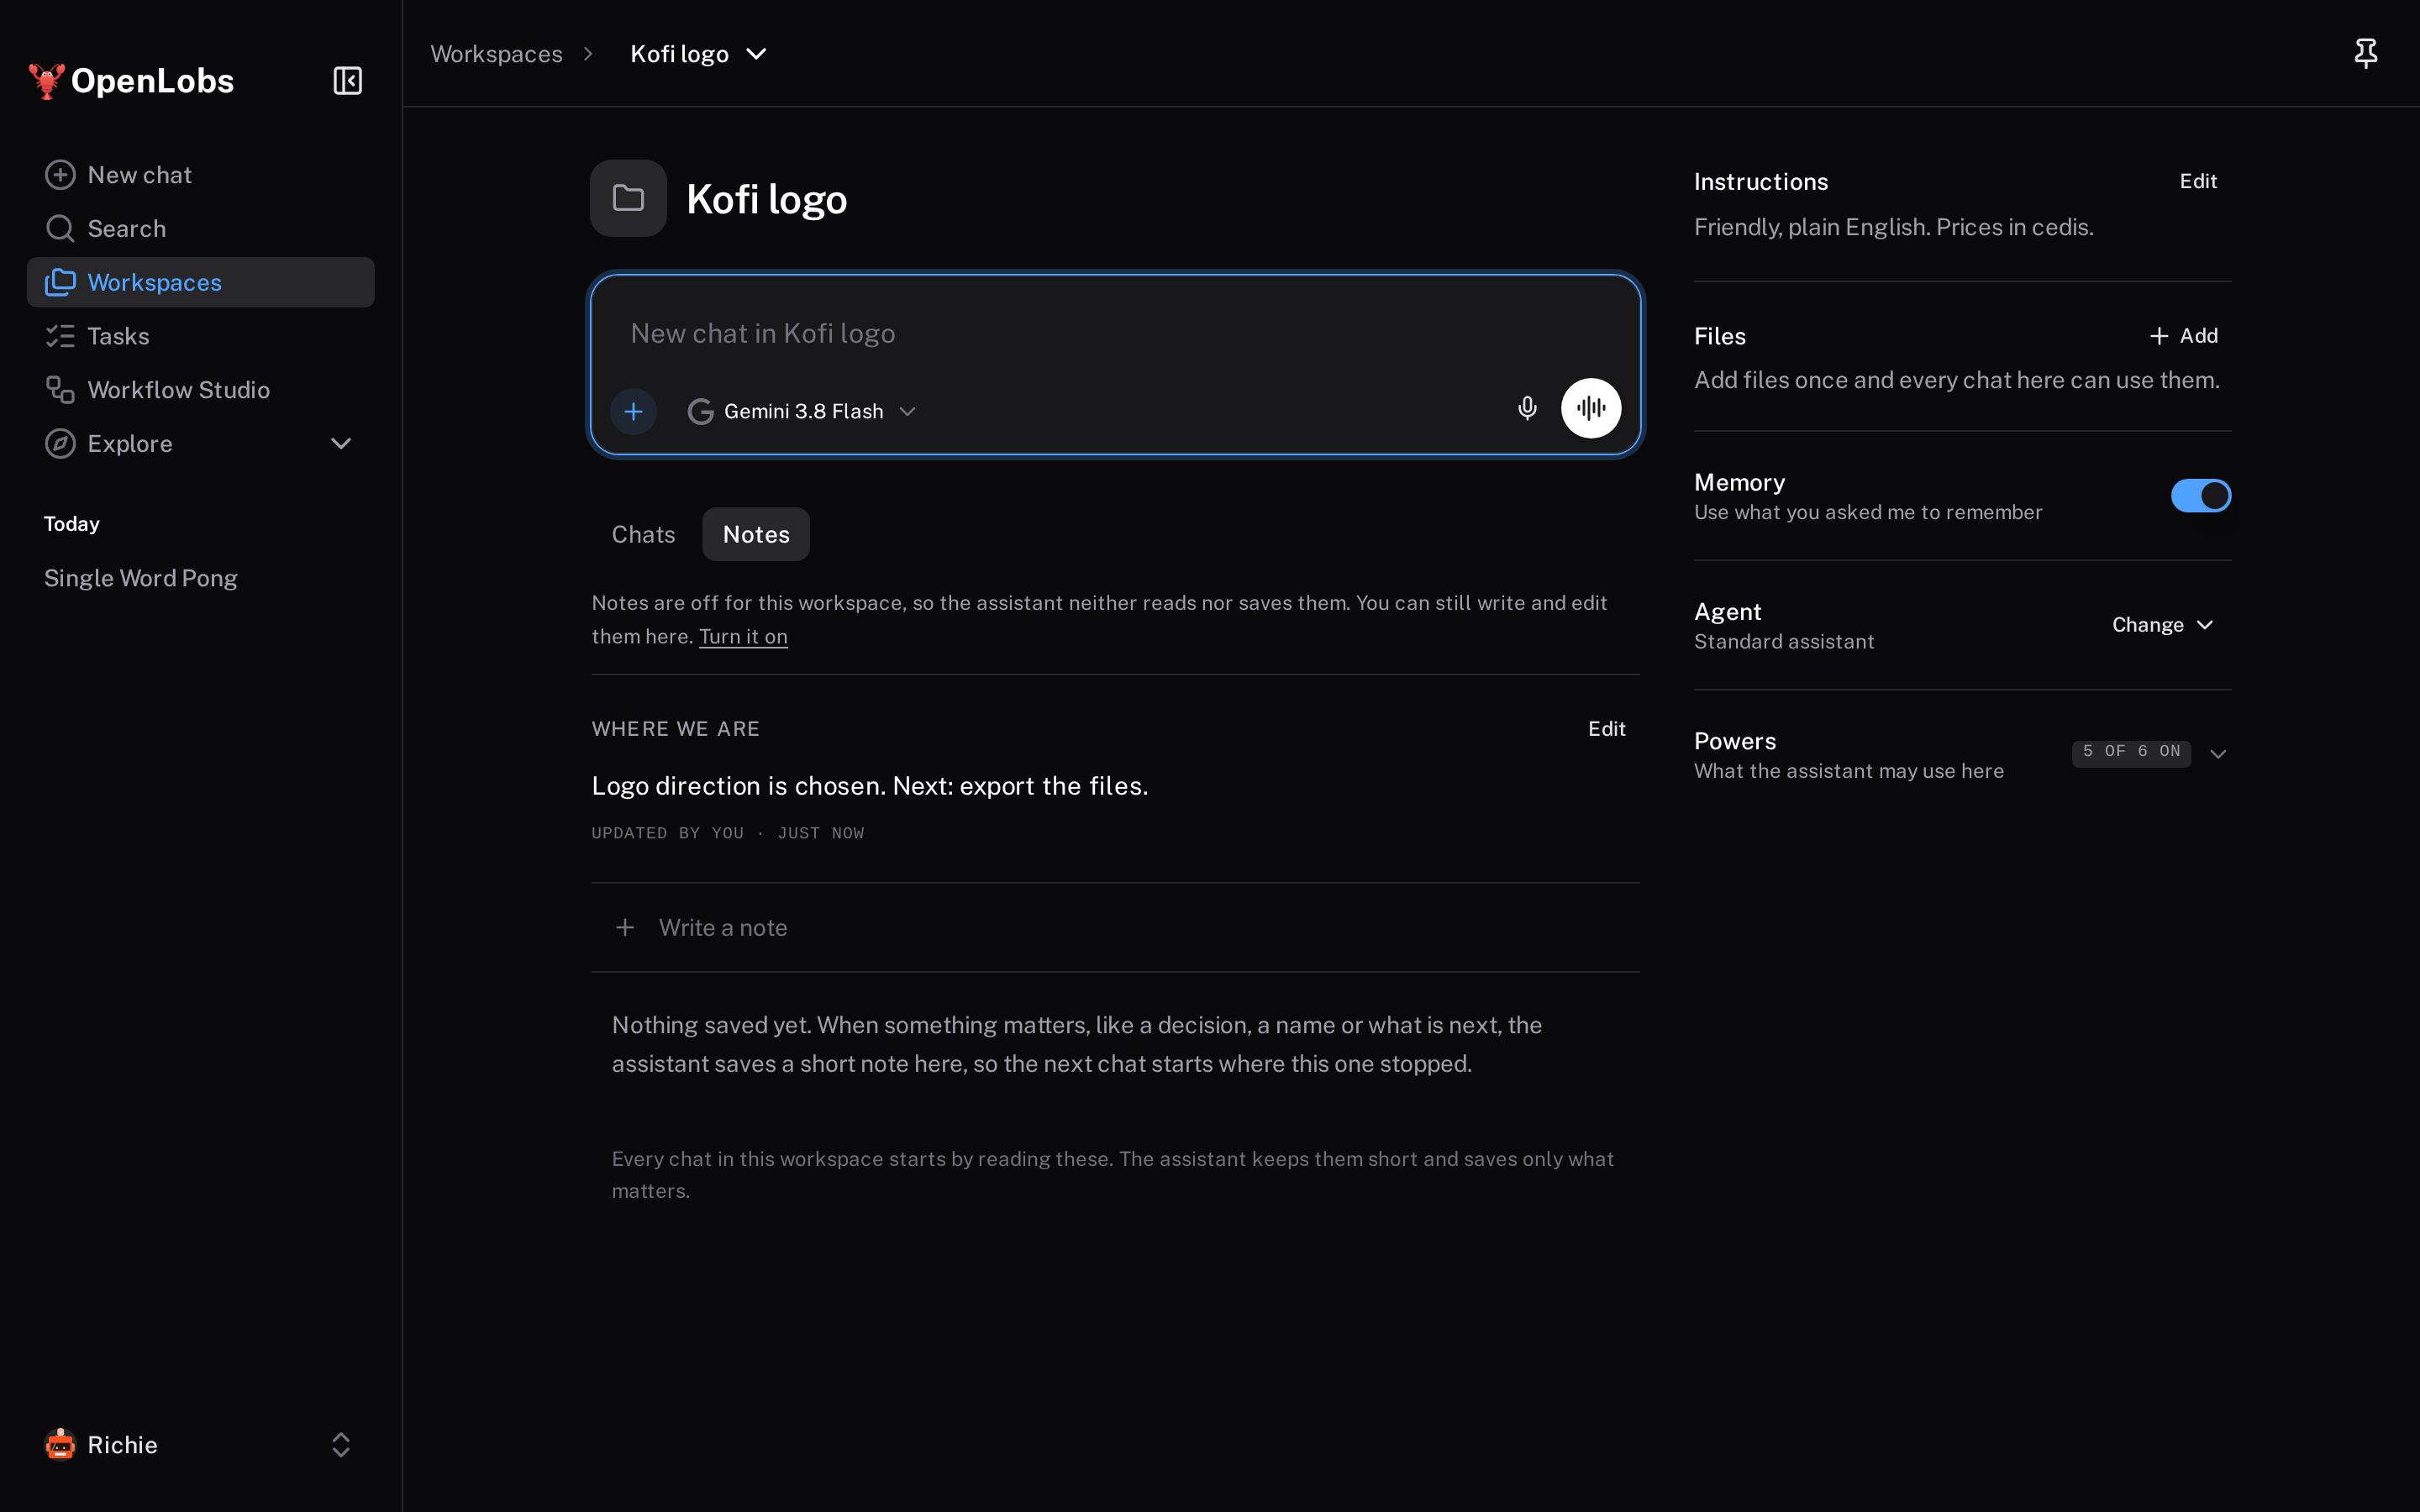 OpenLobs
New chat
Search
Workspaces
Tasks
Workflow Studio
Explore
Today
Single Word Pong
Richie
Workspaces
Kofi logo
Kofi logo
New chat in Kofi logo
Gemini 3.8 Flash
Chats
Notes
Notes are off for this workspace, so the assistant neither reads nor saves them. You can still write and edit
them here. Turn it on
WHERE WE ARE
Edit
Logo direction is chosen. Next: export the files.
UPDATED BY YOU · JUST NOW
Write a note
Nothing saved yet. When something matters, like a decision, a name or what is next, the
assistant saves a short note here, so the next chat starts where this one stopped.
Every chat in this workspace starts by reading these. The assistant keeps them short and saves only what
matters.
Instructions
Edit
Friendly, plain English. Prices in cedis.
Files
Add
Add files once and every chat here can use them.
Memory
Use what you asked me to remember
Agent
Standard assistant
Change
Powers
What the assistant may use here
5 OF 6 ON